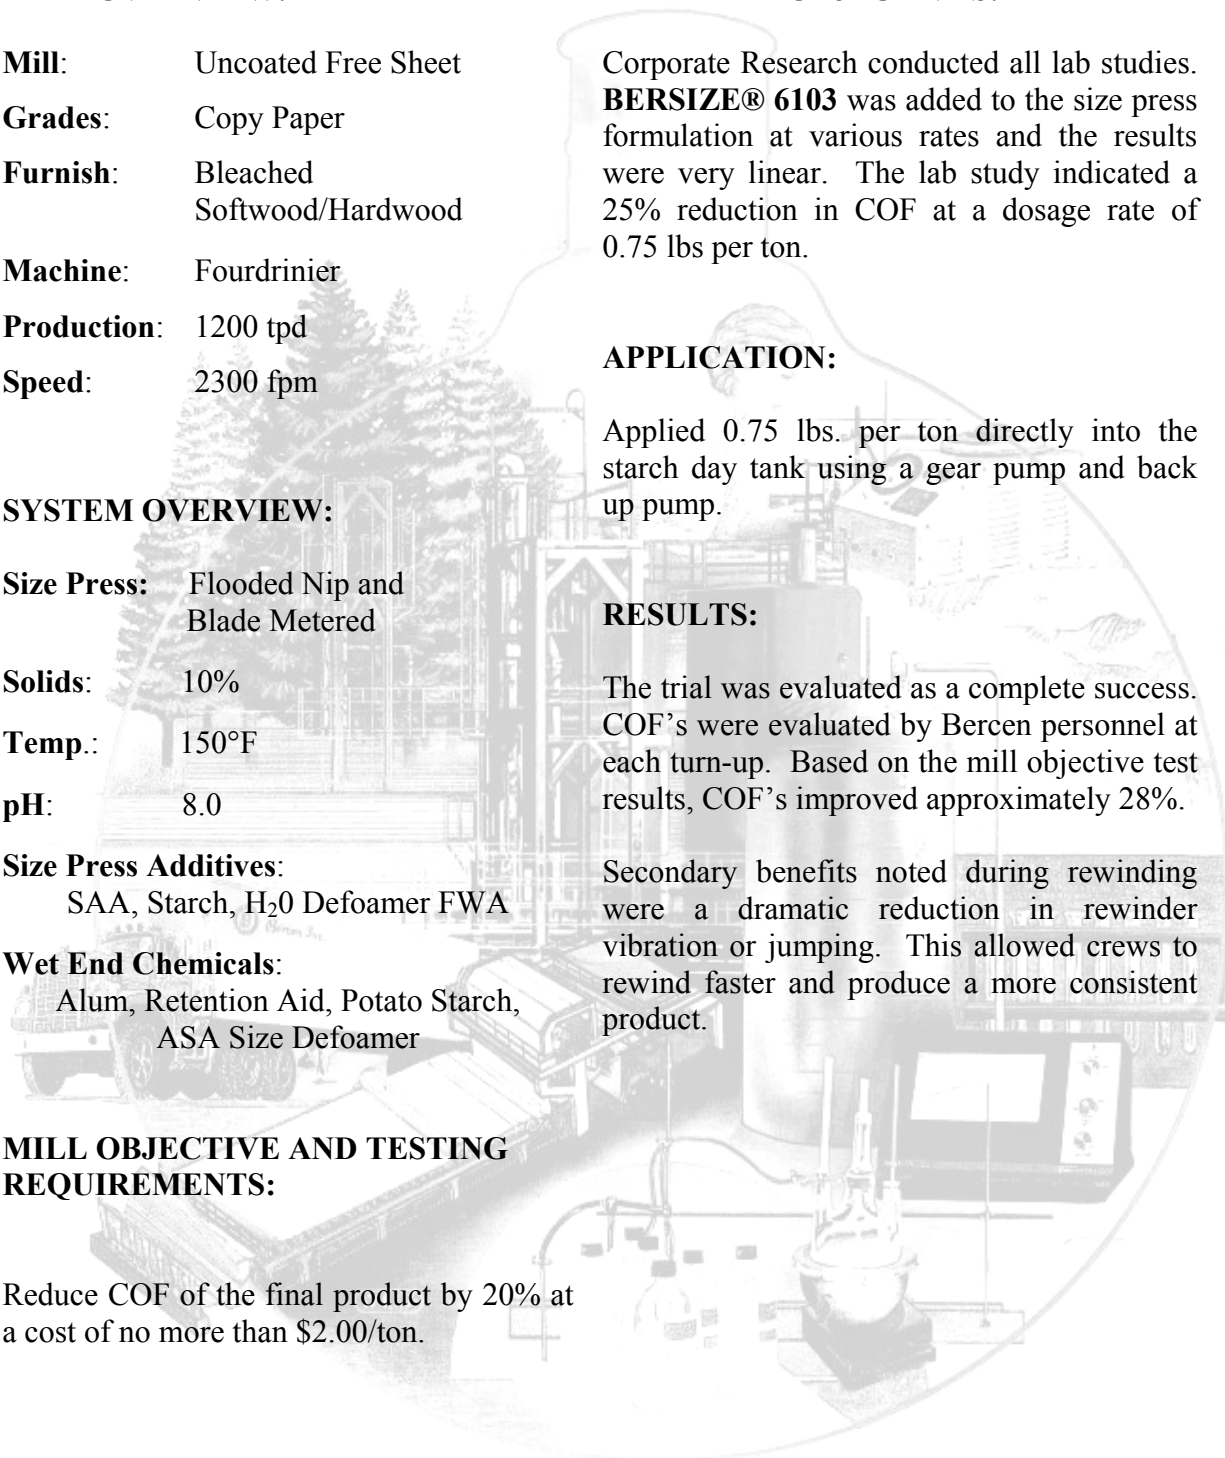 Mill: Uncoated Free Sheet
Grades: Copy Paper
Furnish: Bleached
Softwood/Hardwood
Machine: Fourdrinier
Production: 1200 tpd
Speed: 2300 fpm
SYSTEM OVERVIEW:
Size Press: Flooded Nip and
Blade Metered
Solids: 10%
Temp.: 150°F
pH: 8.0
Size Press Additives:
SAA, Starch, H₂0 Defoamer FWA
Wet End Chemicals:
Alum, Retention Aid, Potato Starch,
ASA Size Defoamer
MILL OBJECTIVE AND TESTING
REQUIREMENTS:
Reduce COF of the final product by 20% at
a cost of no more than $2.00/ton.
Corporate Research conducted all lab studies.
BERSIZE® 6103 was added to the size press
formulation at various rates and the results
were very linear. The lab study indicated a
25% reduction in COF at a dosage rate of
0.75 lbs per ton.
APPLICATION:
Applied 0.75 lbs. per ton directly into the
starch day tank using a gear pump and back
up pump.
RESULTS:
The trial was evaluated as a complete success.
COF’s were evaluated by Bercen personnel at
each turn-up. Based on the mill objective test
results, COF’s improved approximately 28%.
Secondary benefits noted during rewinding
were a dramatic reduction in rewinder
vibration or jumping. This allowed crews to
rewind faster and produce a more consistent
product.